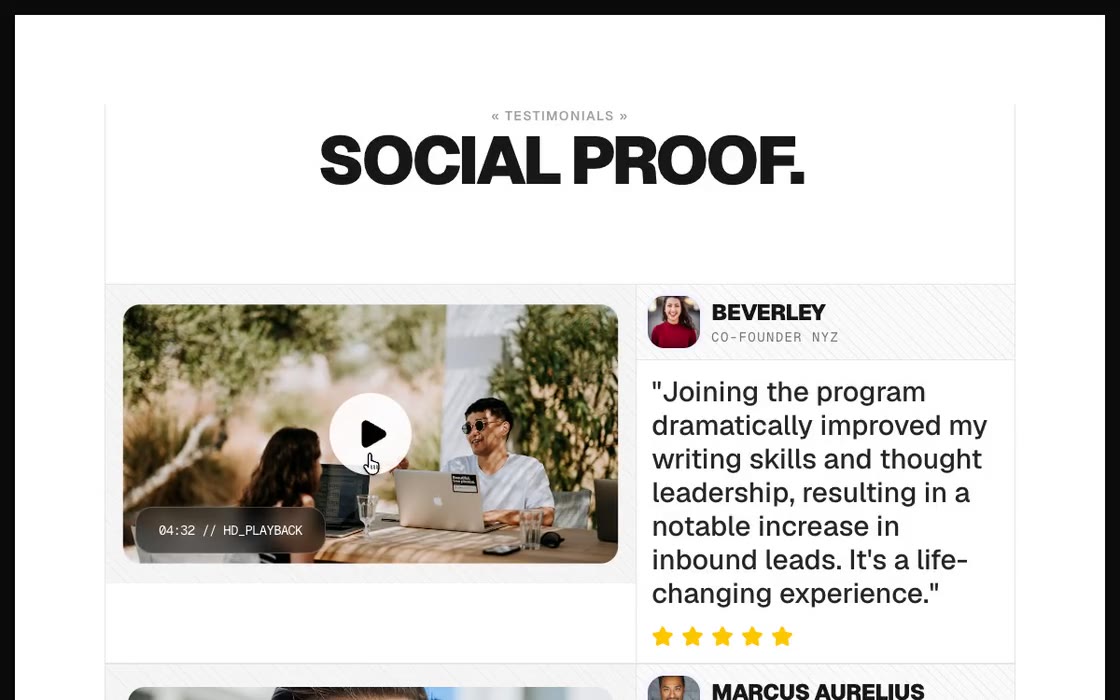 « TESTIMONIALS »
SOCIAL PROOF.
04:32 // HD_PLAYBACK
BEVERLEY
CO-FOUNDER NYZ
"Joining the program
dramatically improved my
writing skills and thought
leadership, resulting in a
notable increase in
inbound leads. It's a life-
changing experience."
MARCUS AURELIUS